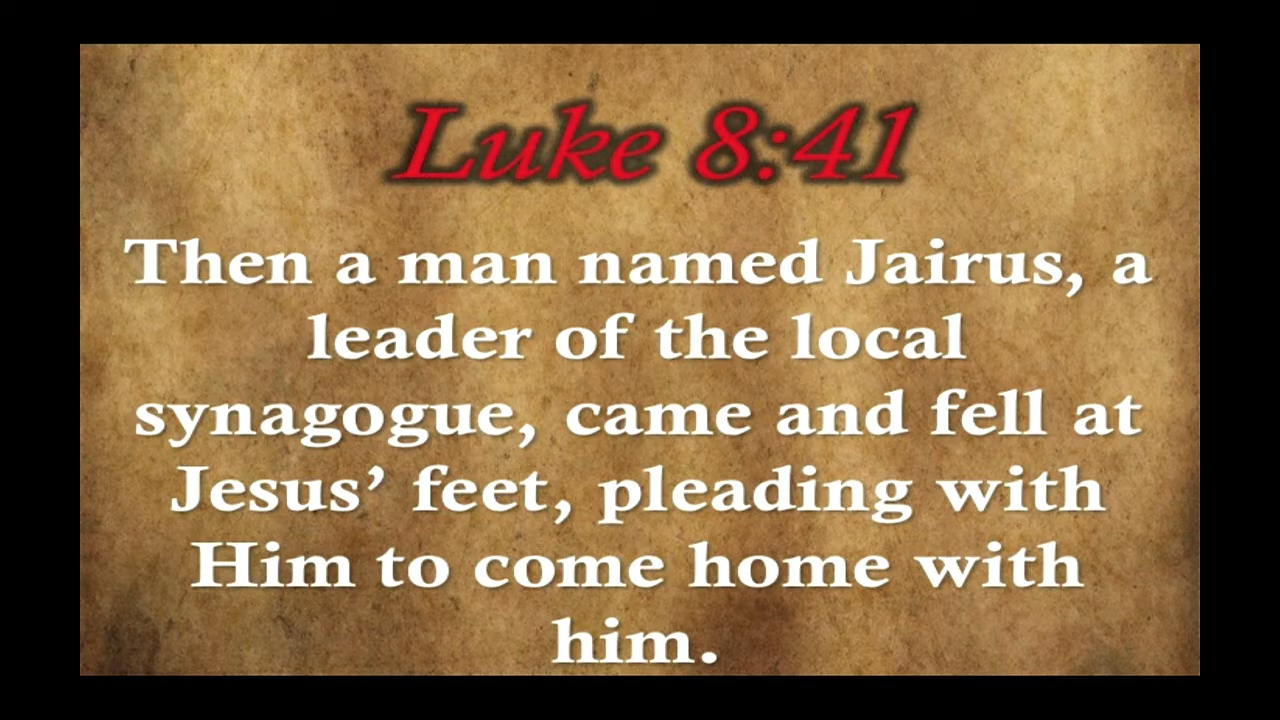 Luke 8:41
Then a man named Jairus, a
leader of the local
synagogue, came and fell at
Jesus’ feet, pleading with
Him to come home with
him.